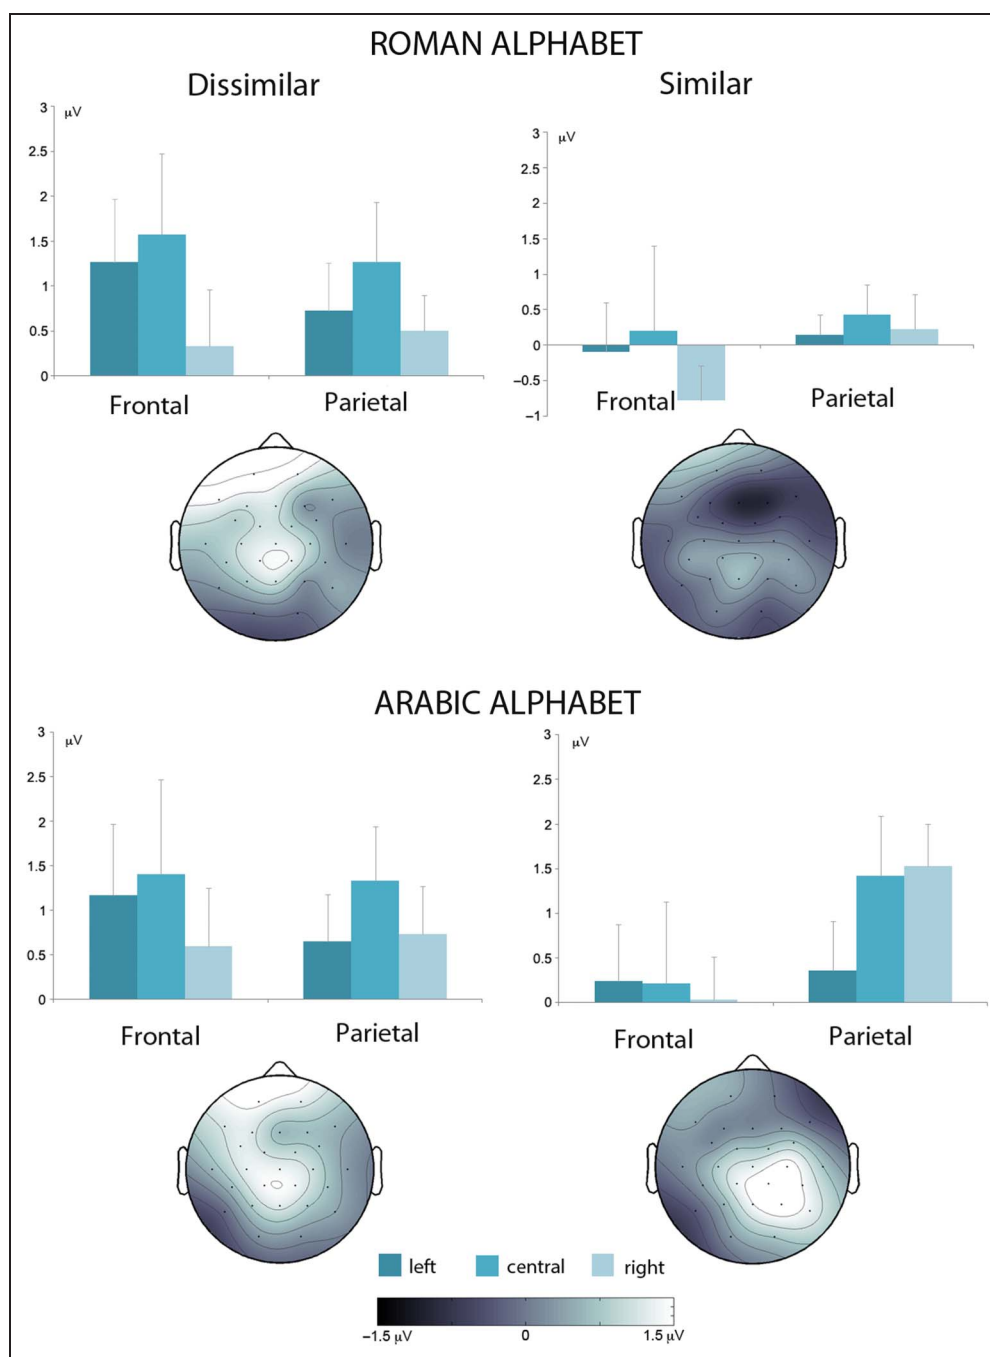 ROMAN ALPHABET
Dissimilar
Similar
3
µV
2.5
2
1.5
1
0.5
0
Frontal
Parietal
3
µV
2.5
2
1.5
1
0.5
0
−0.5
−1
Frontal
Parietal
ARABIC ALPHABET
3
µV
2.5
2
1.5
1
0.5
0
Frontal
Parietal
3
µV
2.5
2
1.5
1
0.5
0
Frontal
Parietal
left central right
−1.5 µV 0 1.5 µV